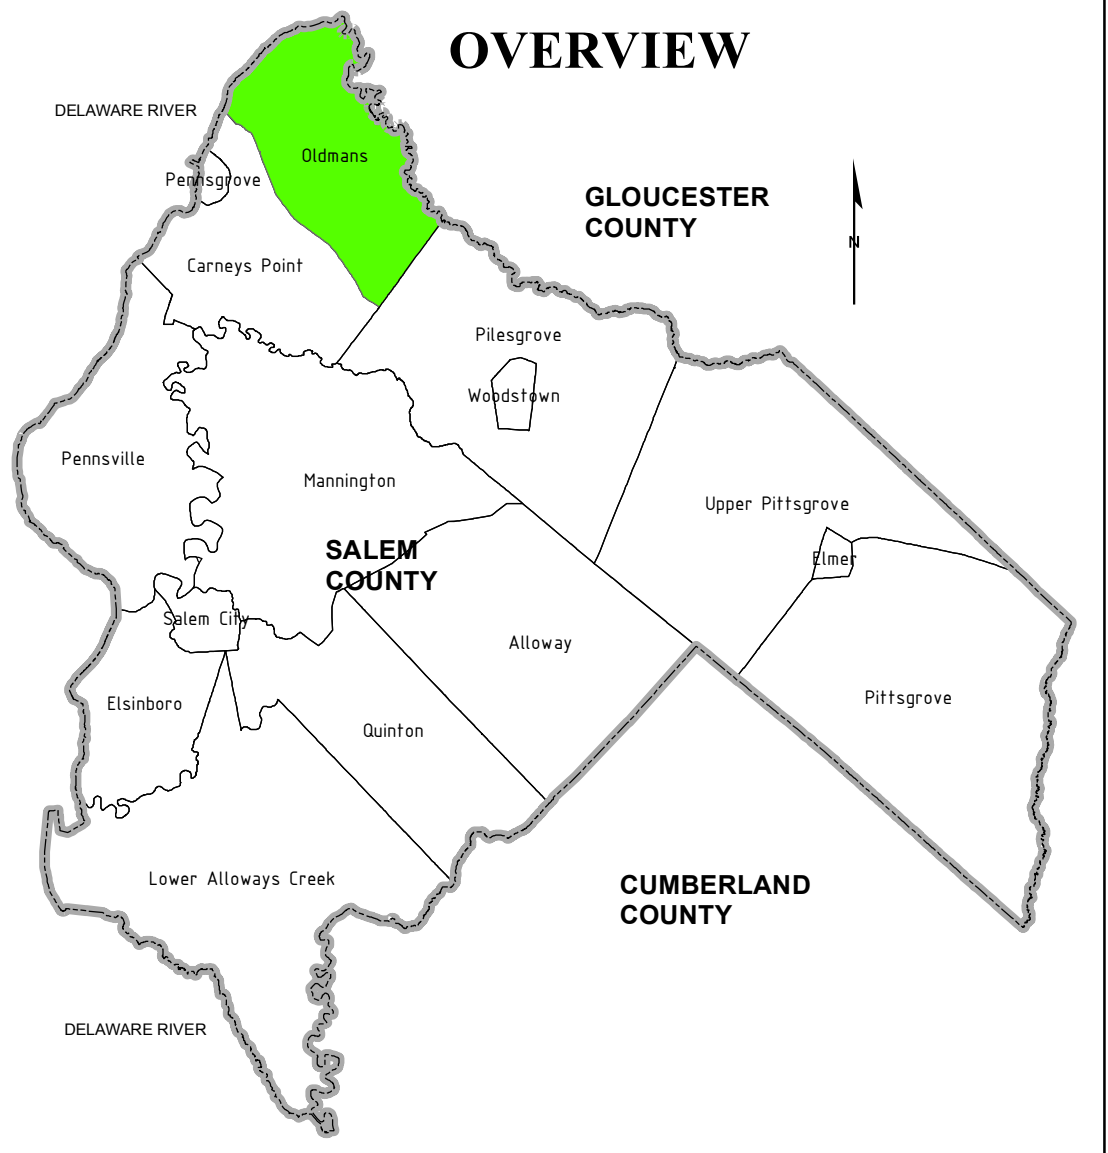 OVERVIEW
DELAWARE RIVER
Oldmans
Pennsgrove
GLOUCESTER
COUNTY
N
Carneys Point
Pilesgrove
Woodstown
Pennsville
Mannington
Upper Pittsgrove
SALEM
COUNTY
Elmer
Salem City
Alloway
Elsinboro
Pittsgrove
Quinton
Lower Alloways Creek
CUMBERLAND
COUNTY
DELAWARE RIVER